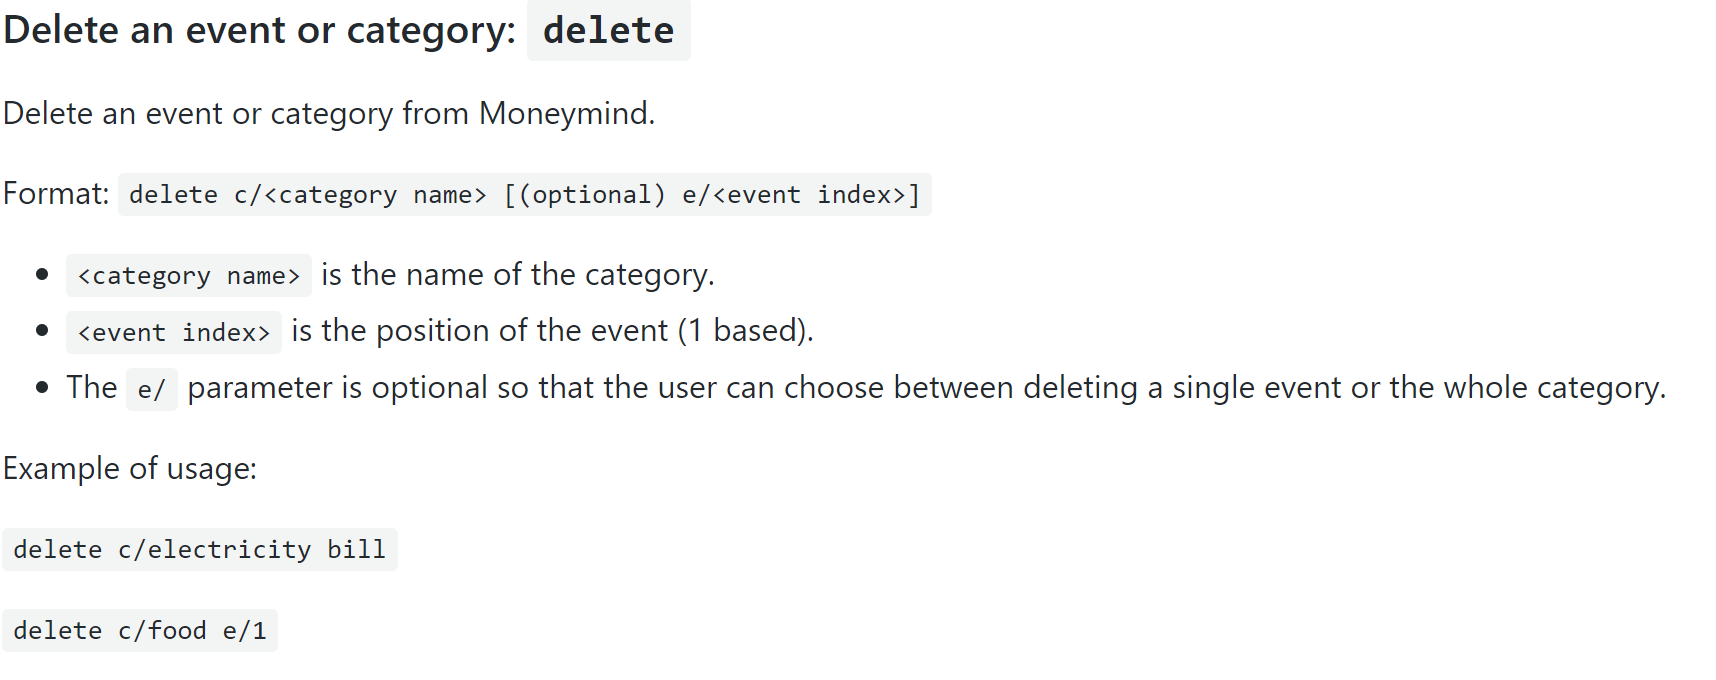 Delete an event or category: delete
Delete an event or category from Moneymind.
Format: delete c/<category name> [(optional) e/<event index>]
<category name> is the name of the category.
<event index> is the position of the event (1 based).
The e/ parameter is optional so that the user can choose between deleting a single event or the whole category.
Example of usage:
delete c/electricity bill
delete c/food e/1